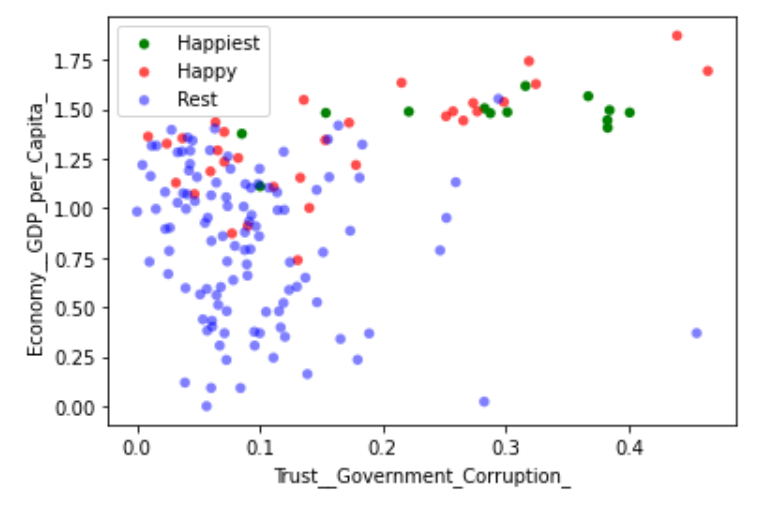 Happiest
Happy
Rest
1.75
1.50
1.25
1.00
0.75
0.50
0.25
0.00
Economy__GDP_per_Capita_
0.0 0.1 0.2 0.3 0.4
Trust__Government_Corruption_